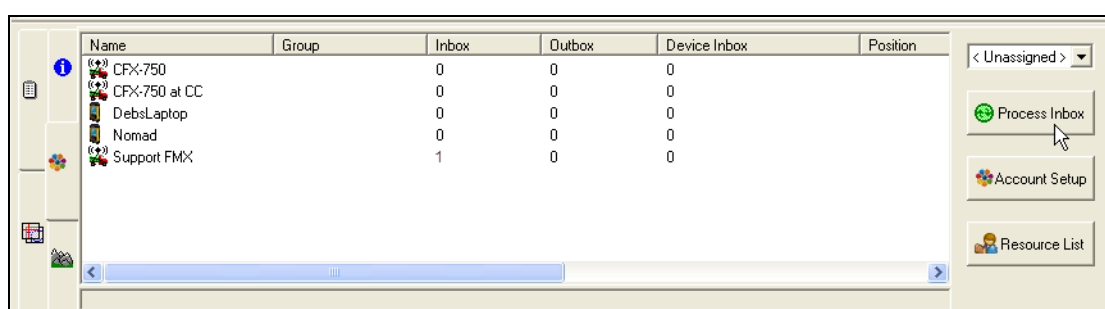 Name Group Inbox Outbox Device Inbox Position
< Unassigned >
CFX-750 0 0 0
CFX-750 at CC 0 0 0
DebsLaptop 0 0 0
Nomad 0 0 0
Support FMX 1 0 0
Process Inbox
Account Setup
Resource List